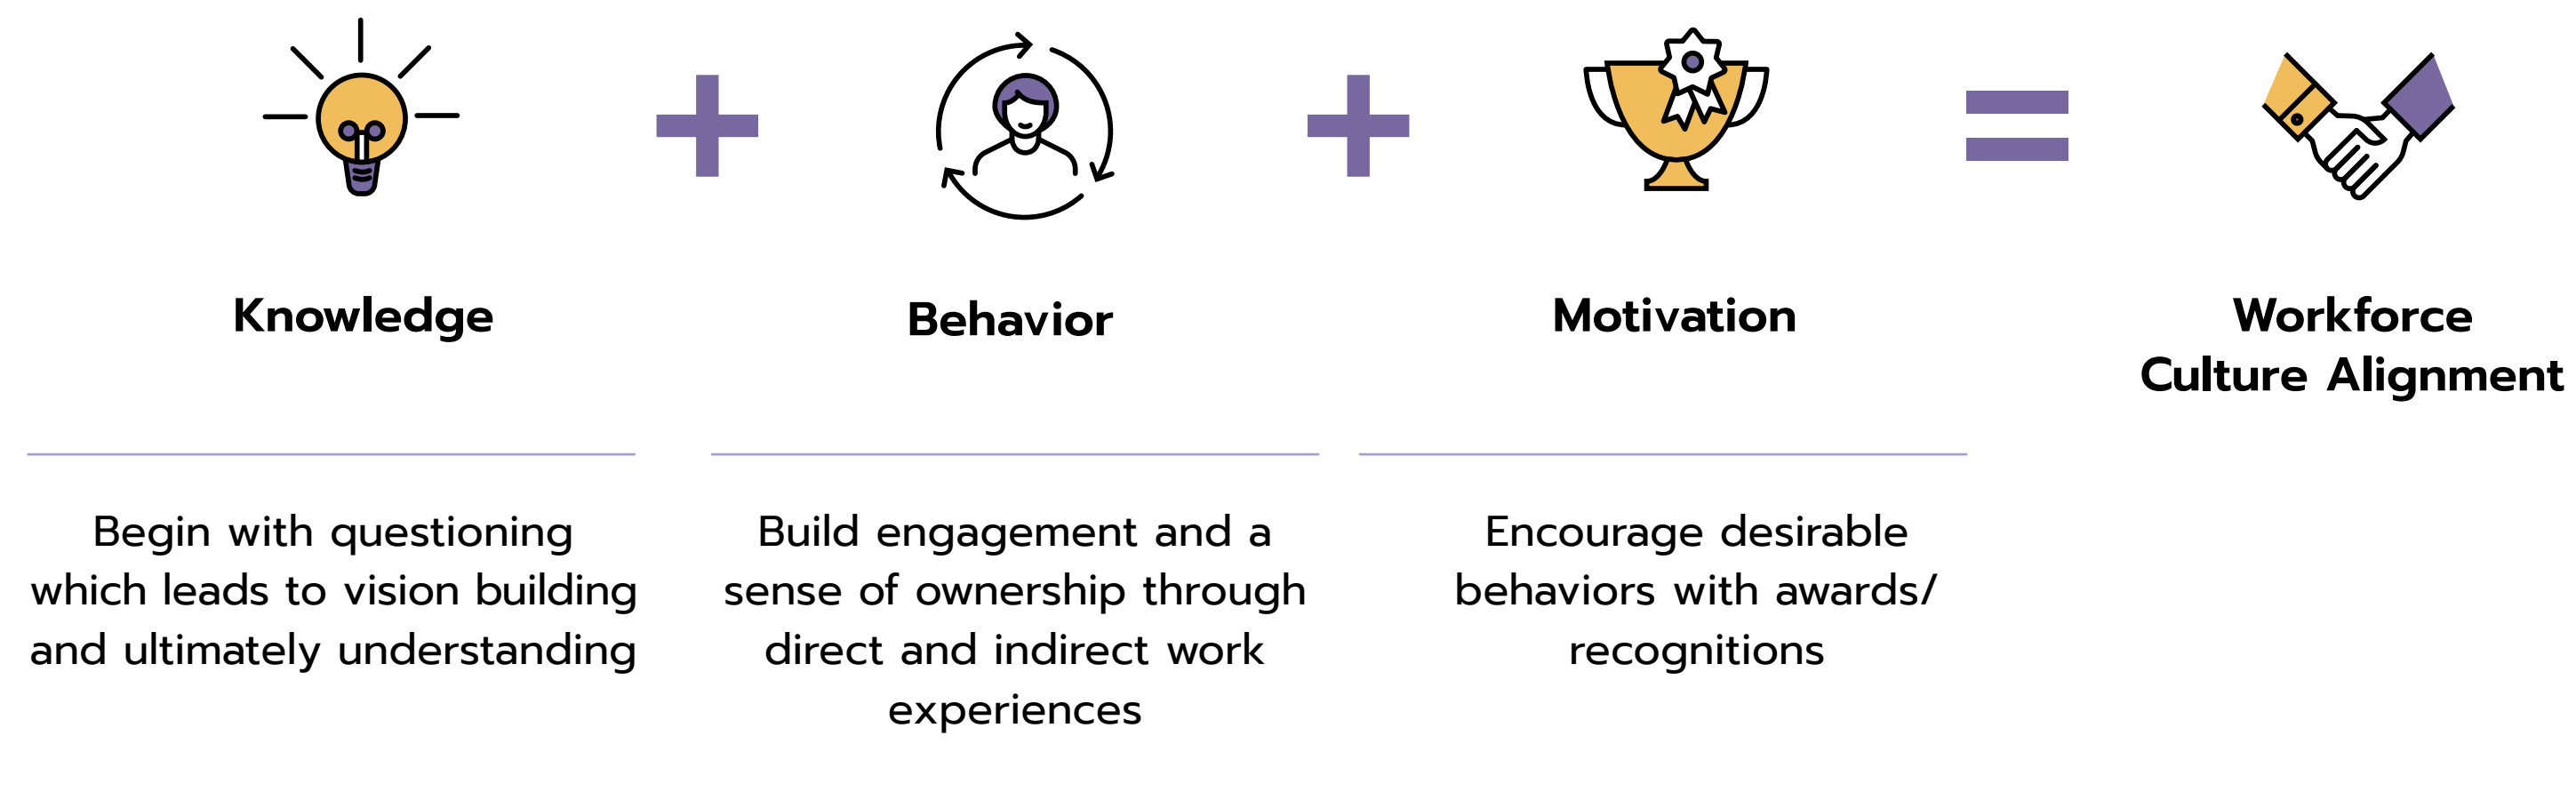 Knowledge
Behavior
Motivation
Workforce
Culture Alignment
Begin with questioning
which leads to vision building
and ultimately understanding
Build engagement and a
sense of ownership through
direct and indirect work
experiences
Encourage desirable
behaviors with awards/
recognitions